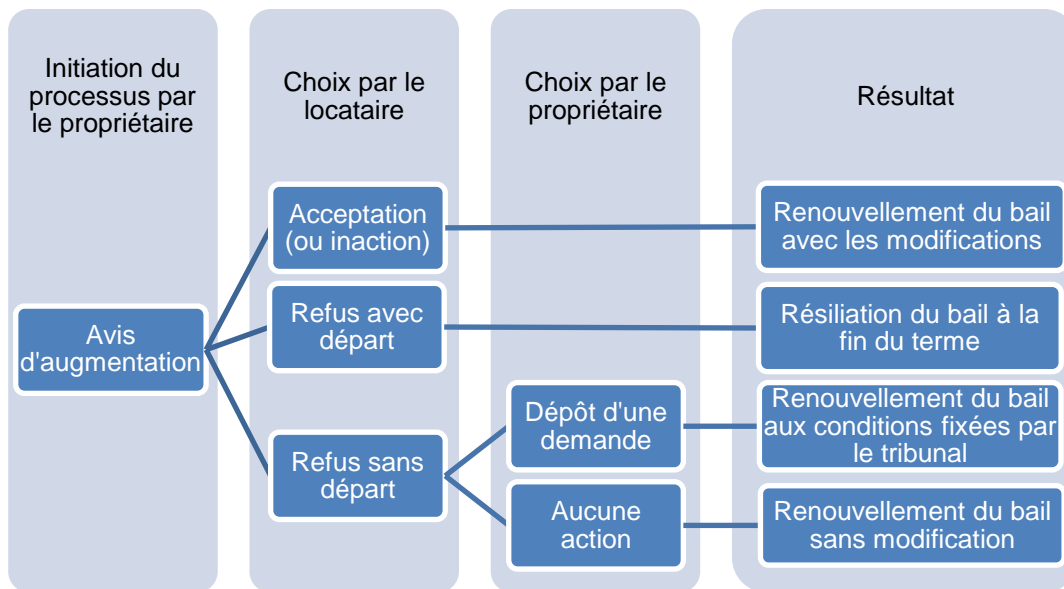 Initiation du
processus par
le propriétaire
Choix par le
locataire
Choix par le
propriétaire
Résultat
Avis
d'augmentation
Acceptation
(ou inaction)
Refus avec
départ
Refus sans
départ
Dépôt d'une
demande
Aucune
action
Renouvellement du bail
avec les modifications
Résiliation du bail à la
fin du terme
Renouvellement du bail
aux conditions fixées par
le tribunal
Renouvellement du bail
sans modification